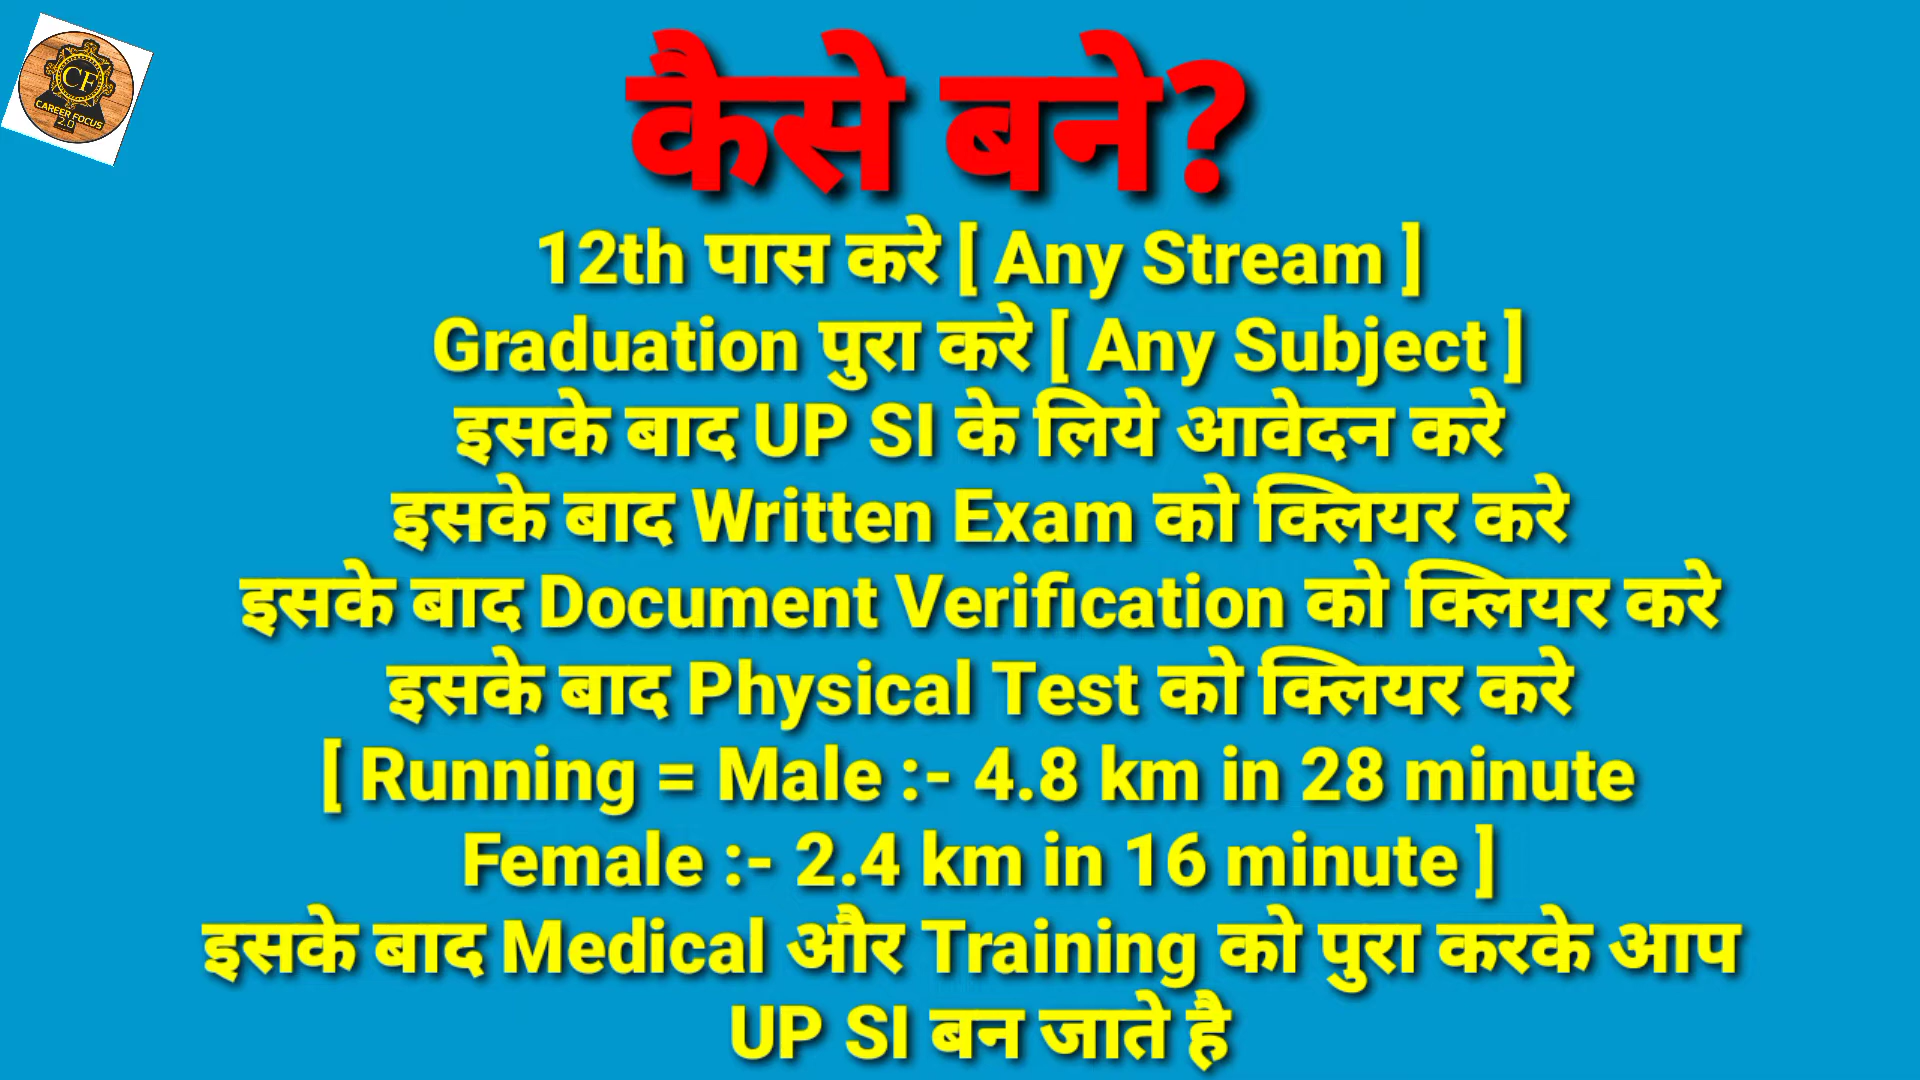 CF
CAREER FOCUS
2.0
कैसे बने?
12th पास करे [ Any Stream ]
Graduation पुरा करे [ Any Subject ]
इसके बाद UP SI के लिये आवेदन करे
इसके बाद Written Exam को क्लियर करे
इसके बाद Document Verification को क्लियर करे
इसके बाद Physical Test को क्लियर करे
[ Running = Male :- 4.8 km in 28 minute
Female :- 2.4 km in 16 minute ]
इसके बाद Medical और Training को पुरा करके आप
UP SI बन जाते है